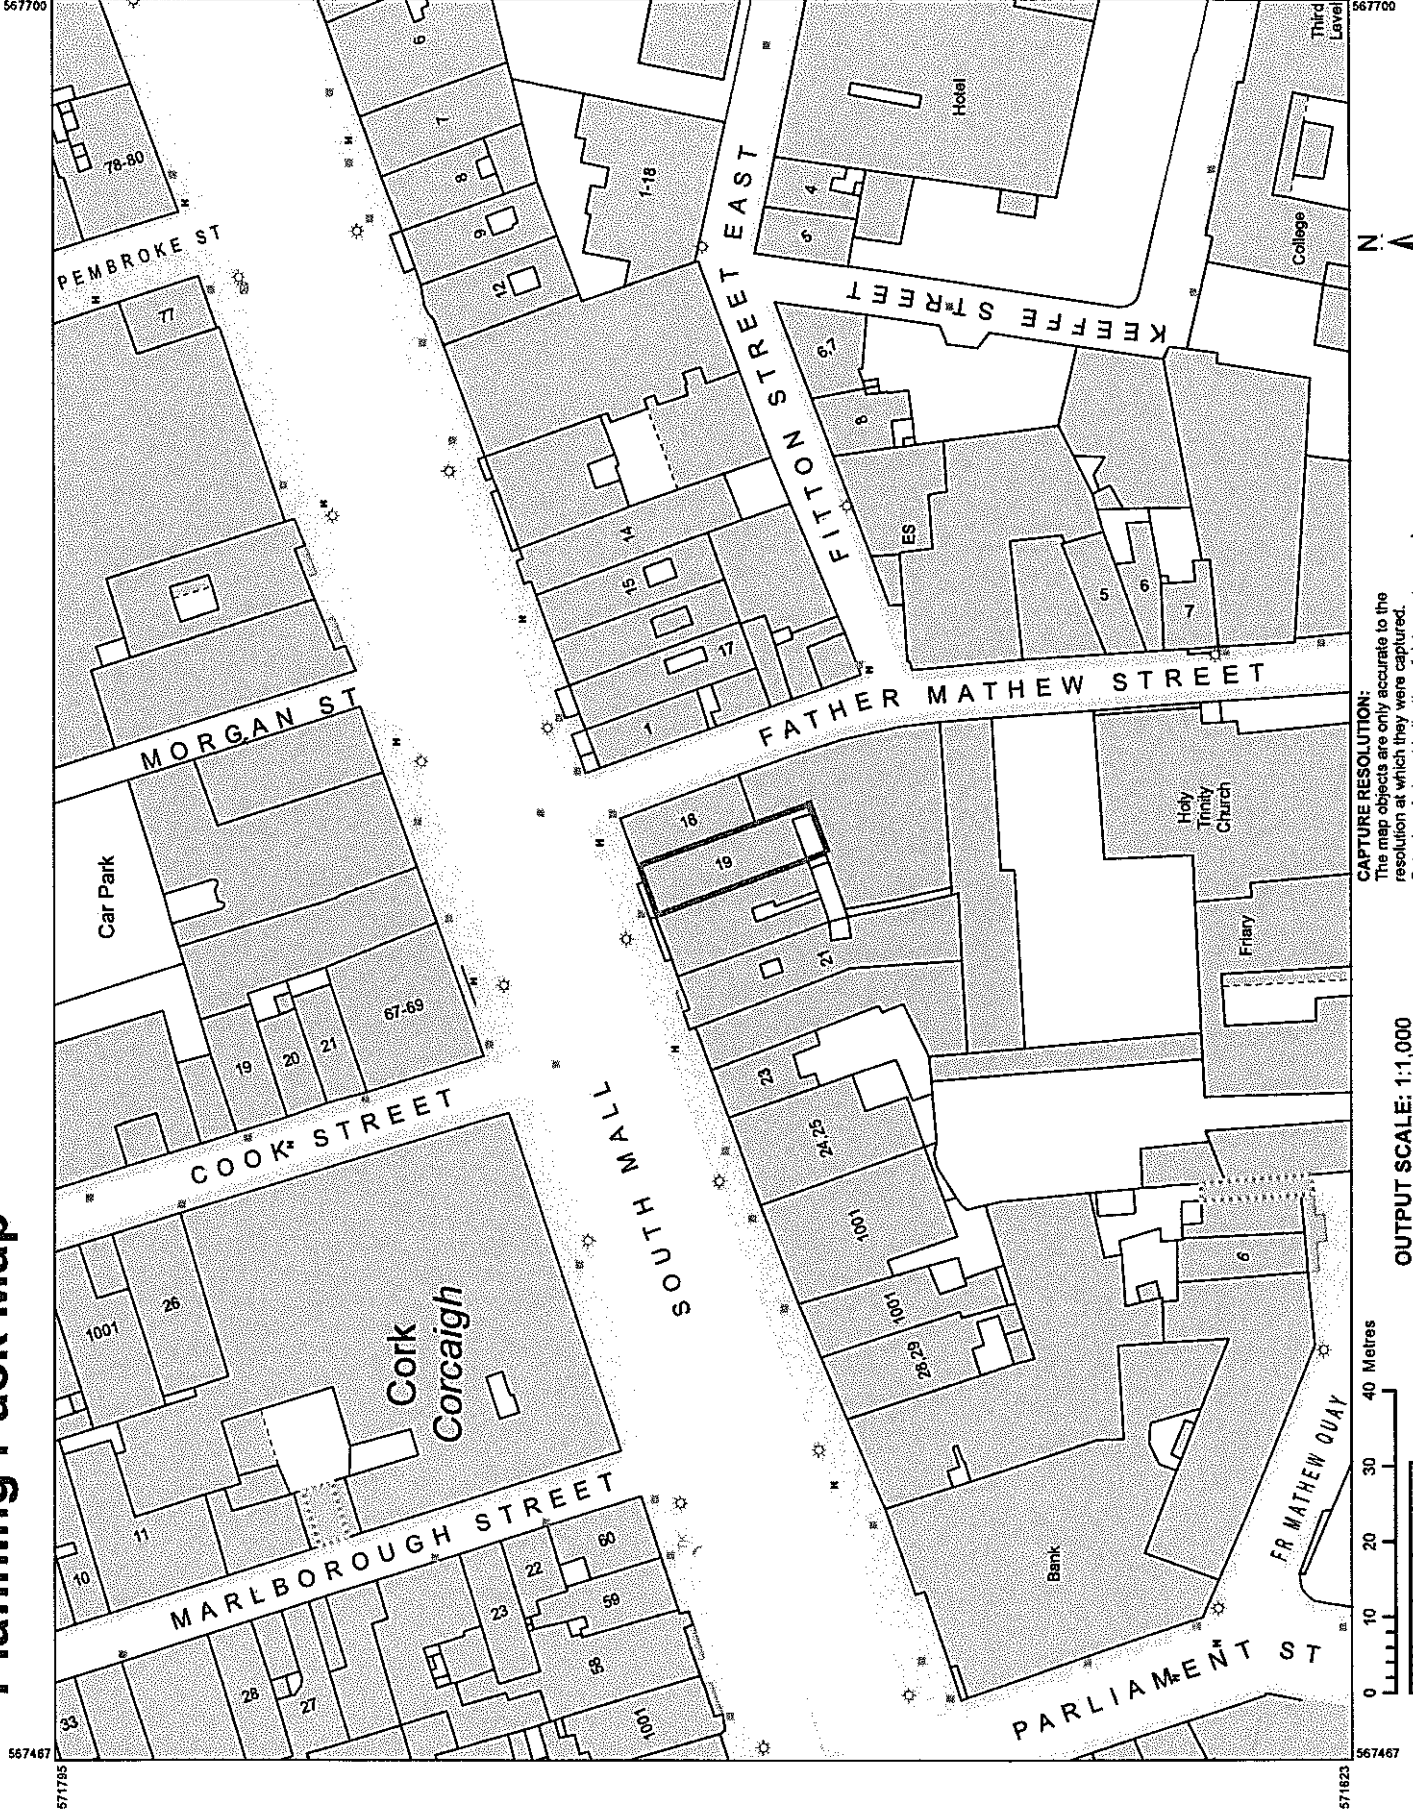 567700
567700
Third
Level
6
7
8
9
12
78-80
PEMBROKE ST
77
1-18
FITTON STREET EAST
Hotel
4
5
KEEFFE STREET
College
N
6,7
8
ES
14
15
17
1
5
6
7
MORGAN ST
FATHER MATHEW STREET
Holy
Trinity
Church
CAPTURE RESOLUTION:
The map objects are only accurate to the
resolution at which they were captured.
Car Park
18
19
21
Friary
19
20
21
67-69
COOK STREET
SOUTH MALL
23
24,25
1001
1001
28-29
6
OUTPUT SCALE: 1:1,000
1001
26
Cork
Corcaigh
11
10
MARLBOROUGH STREET
60
22
59
23
58
1001
28
27
33
Bank
FR MATHEW QUAY
PARLIAMENT ST
0 10 20 30 40 Metres
567467
567467
571795
571623